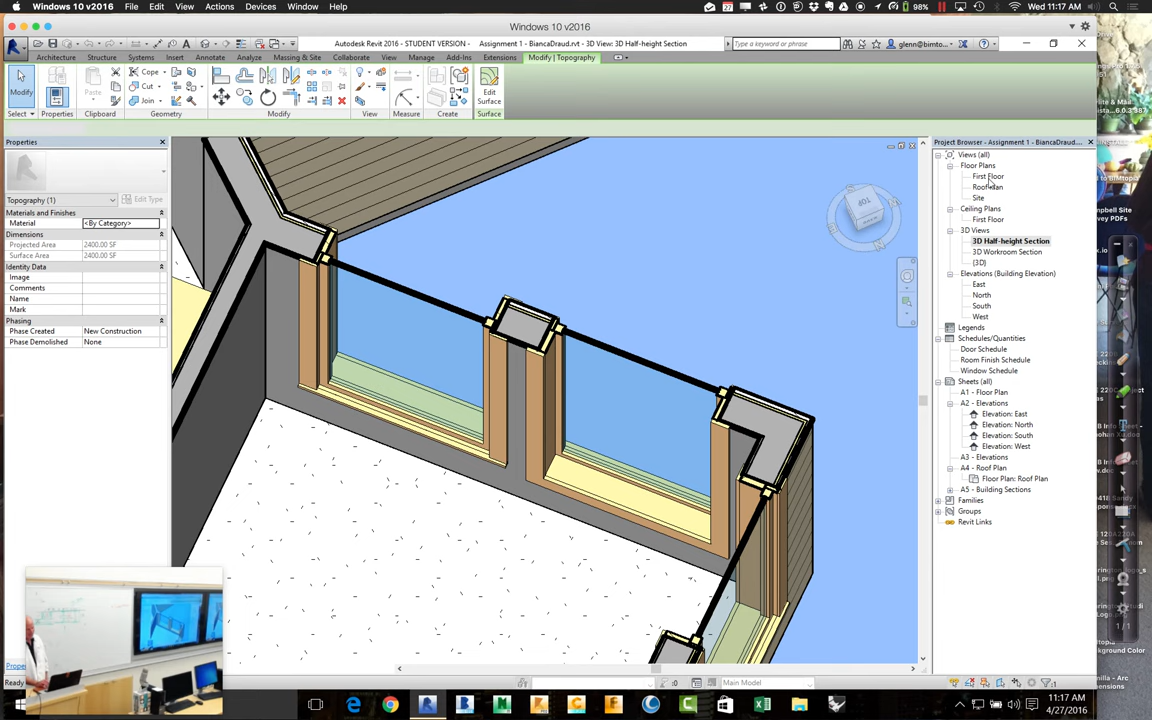 Windows 10 v2016 File Edit View Actions Devices Window Help
98% Wed 11:17 AM
Windows 10 v2016
Autodesk Revit 2016 - STUDENT VERSION - Assignment 1 - BiancaDraud.rvt - 3D View: 3D Half-height Section
Type a keyword or phrase
glenn@bimto...
Architecture Structure Systems Insert Annotate Analyze Massing & Site Collaborate View Manage Add-Ins Extensions Modify | Topography
Modify Paste Cope Cut Join Edit Surface
Select Properties Clipboard Geometry Modify View Measure Create Surface
Properties
Topography (1) Edit Type
Materials and Finishes
Material <By Category>
Dimensions
Projected Area 2400.00 SF
Surface Area 2400.00 SF
Identity Data
Image
Comments
Name
Mark
Phasing
Phase Created New Construction
Phase Demolished None
Project Browser - Assignment 1 - BiancaDraud....
Views (all)
Floor Plans
First Floor
Roof Plan
Site
Ceiling Plans
First Floor
3D Views
3D Half-height Section
3D Workroom Section
{3D}
Elevations (Building Elevation)
East
North
South
West
Legends
Schedules/Quantities
Door Schedule
Room Finish Schedule
Window Schedule
Sheets (all)
A1 - Floor Plan
A2 - Elevations
Elevation: East
Elevation: North
Elevation: South
Elevation: West
A3 - Elevations
A4 - Roof Plan
Floor Plan: Roof Plan
A5 - Building Sections
Families
Groups
Revit Links
1 / 1
Ready
:0 Main Model
:1
11:17 AM
4/27/2016